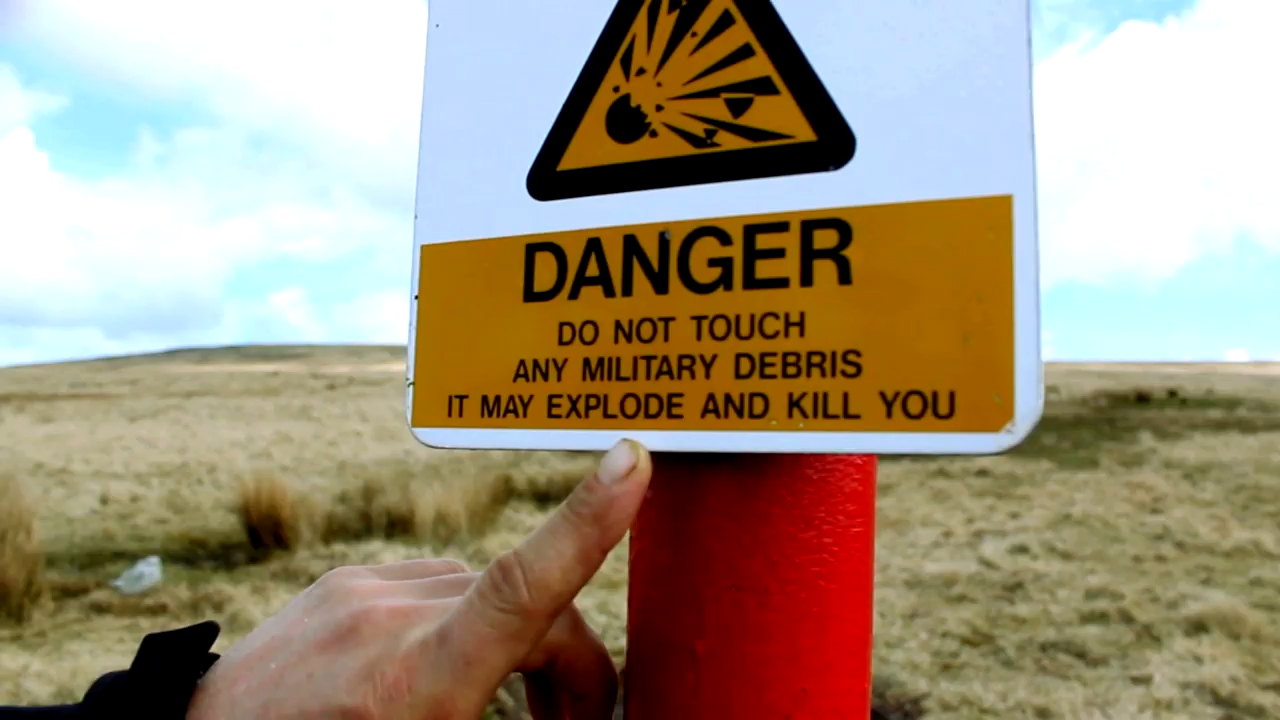 DANGER
DO NOT TOUCH
ANY MILITARY DEBRIS
IT MAY EXPLODE AND KILL YOU